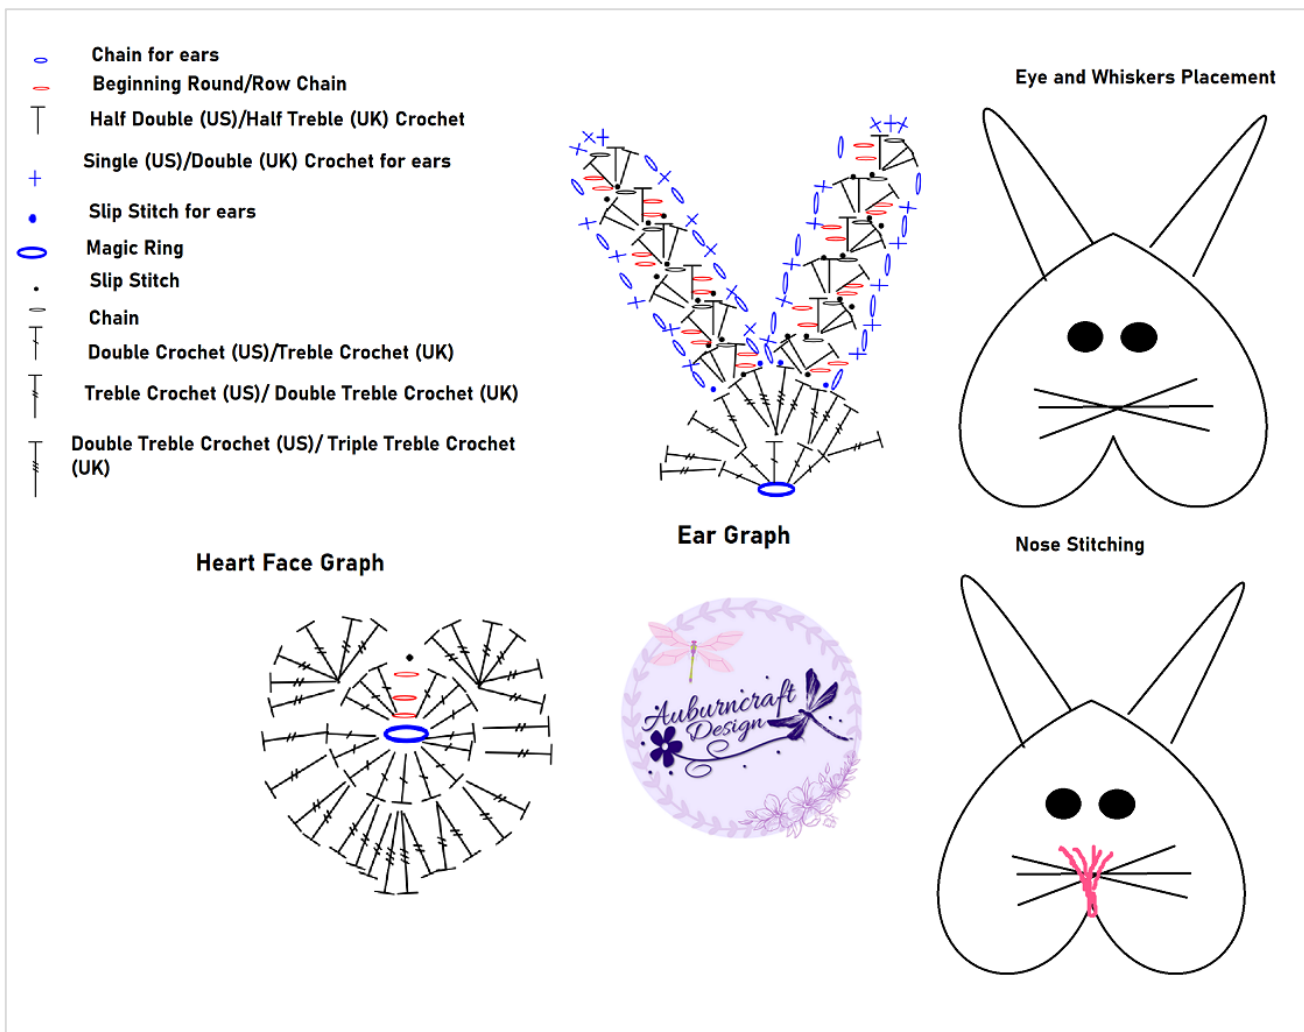 Chain for ears
Beginning Round/Row Chain
Half Double (US)/Half Treble (UK) Crochet
Single (US)/Double (UK) Crochet for ears
Slip Stitch for ears
Magic Ring
Slip Stitch
Chain
Double Crochet (US)/Treble Crochet (UK)
Treble Crochet (US)/ Double Treble Crochet (UK)
Double Treble Crochet (US)/ Triple Treble Crochet
(UK)
Eye and Whiskers Placement
Ear Graph
Nose Stitching
Heart Face Graph
Auburncraft
Design